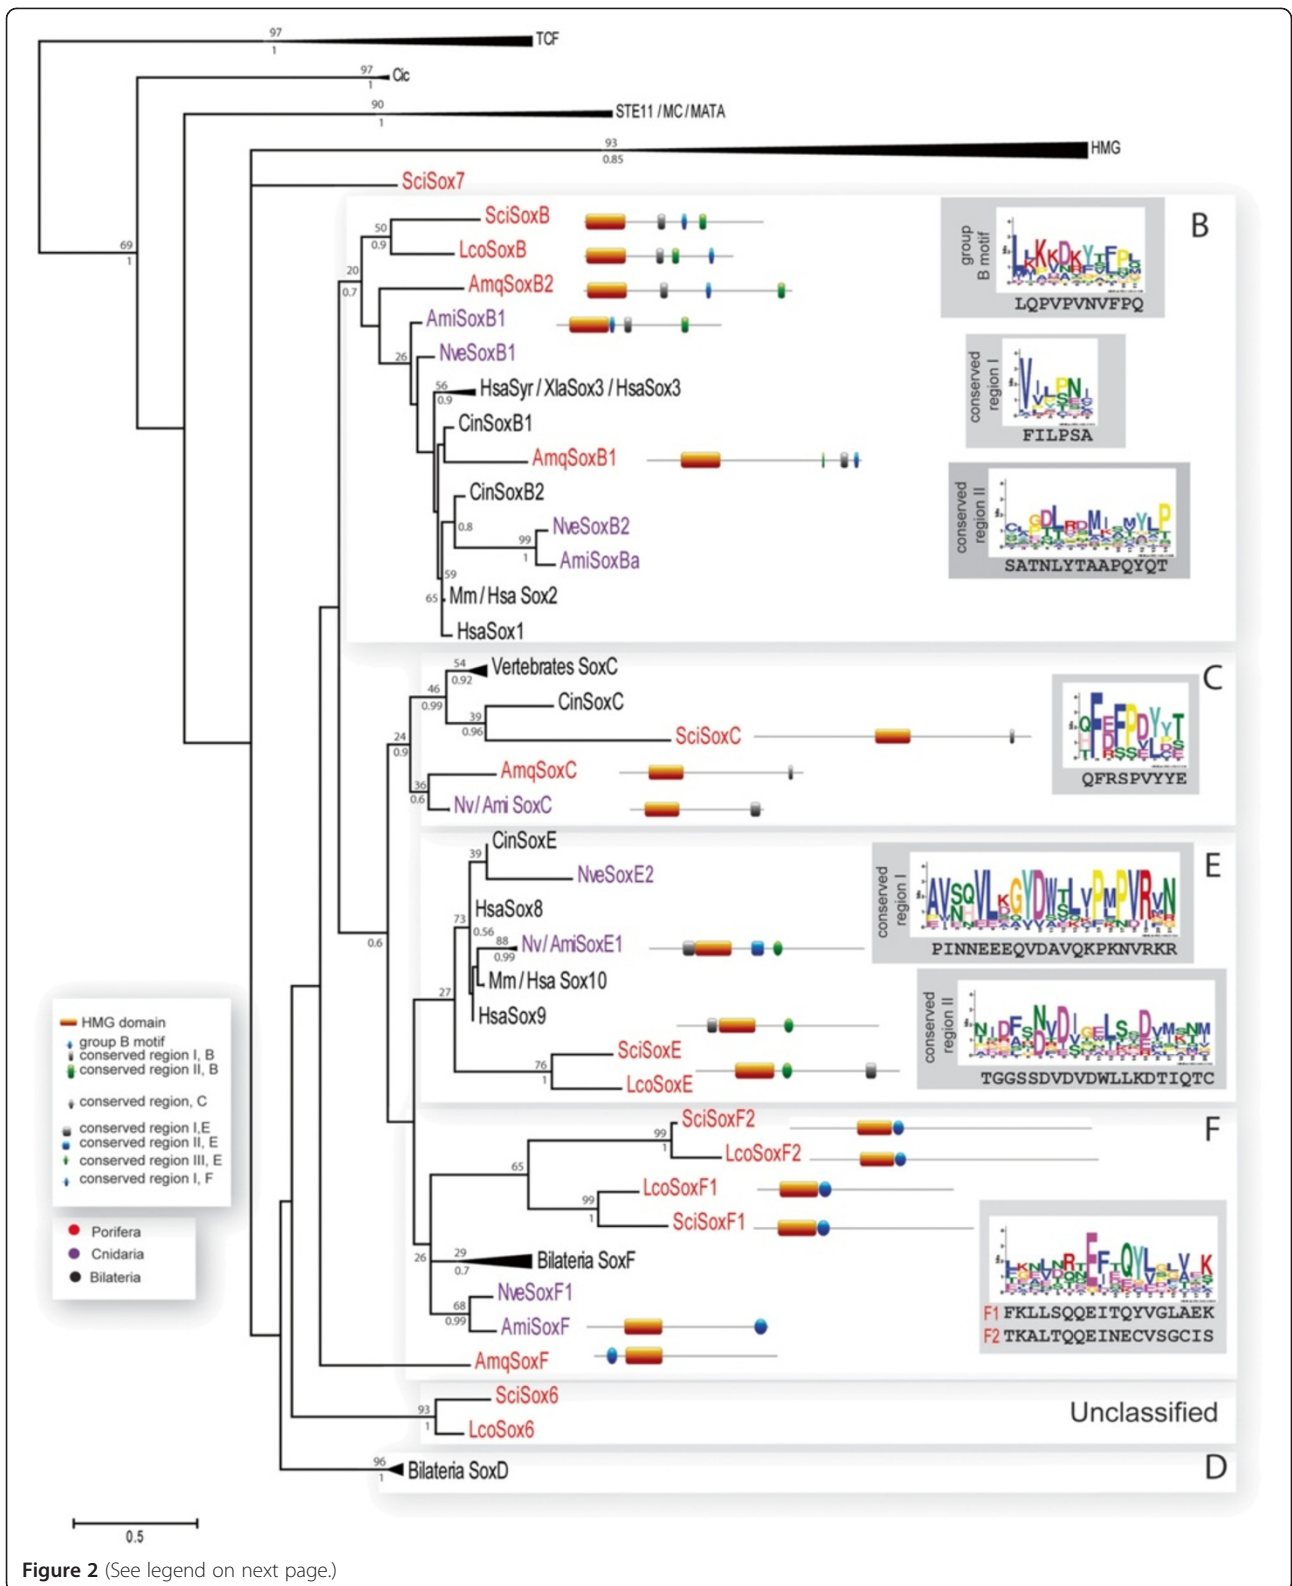 97
1
TCF
97
1
Cic
90
1
STE11 / MC / MATA
93
0.85
HMG
SciSox7
69
1
B
50
0.9
SciSoxB
LcoSoxB
20
0.7
AmqSoxB2
AmiSoxB1
26
NveSoxB1
56
0.9
HsaSyr / XlaSox3 / HsaSox3
CinSoxB1
AmqSoxB1
CinSoxB2
0.8
NveSoxB2
99
1
AmiSoxBa
59
65
Mm / Hsa Sox2
HsaSox1
group
B motif
LQPVPVNVFPQ
conserved
region I
FILPSA
conserved
region II
SATNLYTAAPQYQT
C
54
0.92
Vertebrates SoxC
46
0.99
CinSoxC
39
0.96
SciSoxC
24
0.9
AmqSoxC
36
0.6
Nv / Ami SoxC
QFRSPVYYE
E
CinSoxE
39
NveSoxE2
HsaSox8
73
0.56
88
0.99
Nv / AmiSoxE1
Mm / Hsa Sox10
27
HsaSox9
SciSoxE
76
1
LcoSoxE
0.6
conserved
region I
PINNEEEQVDAVQKPKNVRKR
conserved
region II
TGGSSDVDVDWLLKDTIQTC
F
SciSoxF2
99
1
LcoSoxF2
65
LcoSoxF1
99
1
SciSoxF1
26
29
0.7
Bilateria SoxF
NveSoxF1
68
0.99
AmiSoxF
AmqSoxF
F1 FKLLSQQEITQYVGLAEK
F2 TKALTQQEINECVSGCIS
SciSox6
93
1
LcoSox6
Unclassified
96
1
Bilateria SoxD
D
HMG domain
group B motif
conserved region I, B
conserved region II, B
conserved region, C
conserved region I,E
conserved region II, E
conserved region III, E
conserved region I, F
Porifera
Cnidaria
Bilateria
0.5
Figure 2 (See legend on next page.)